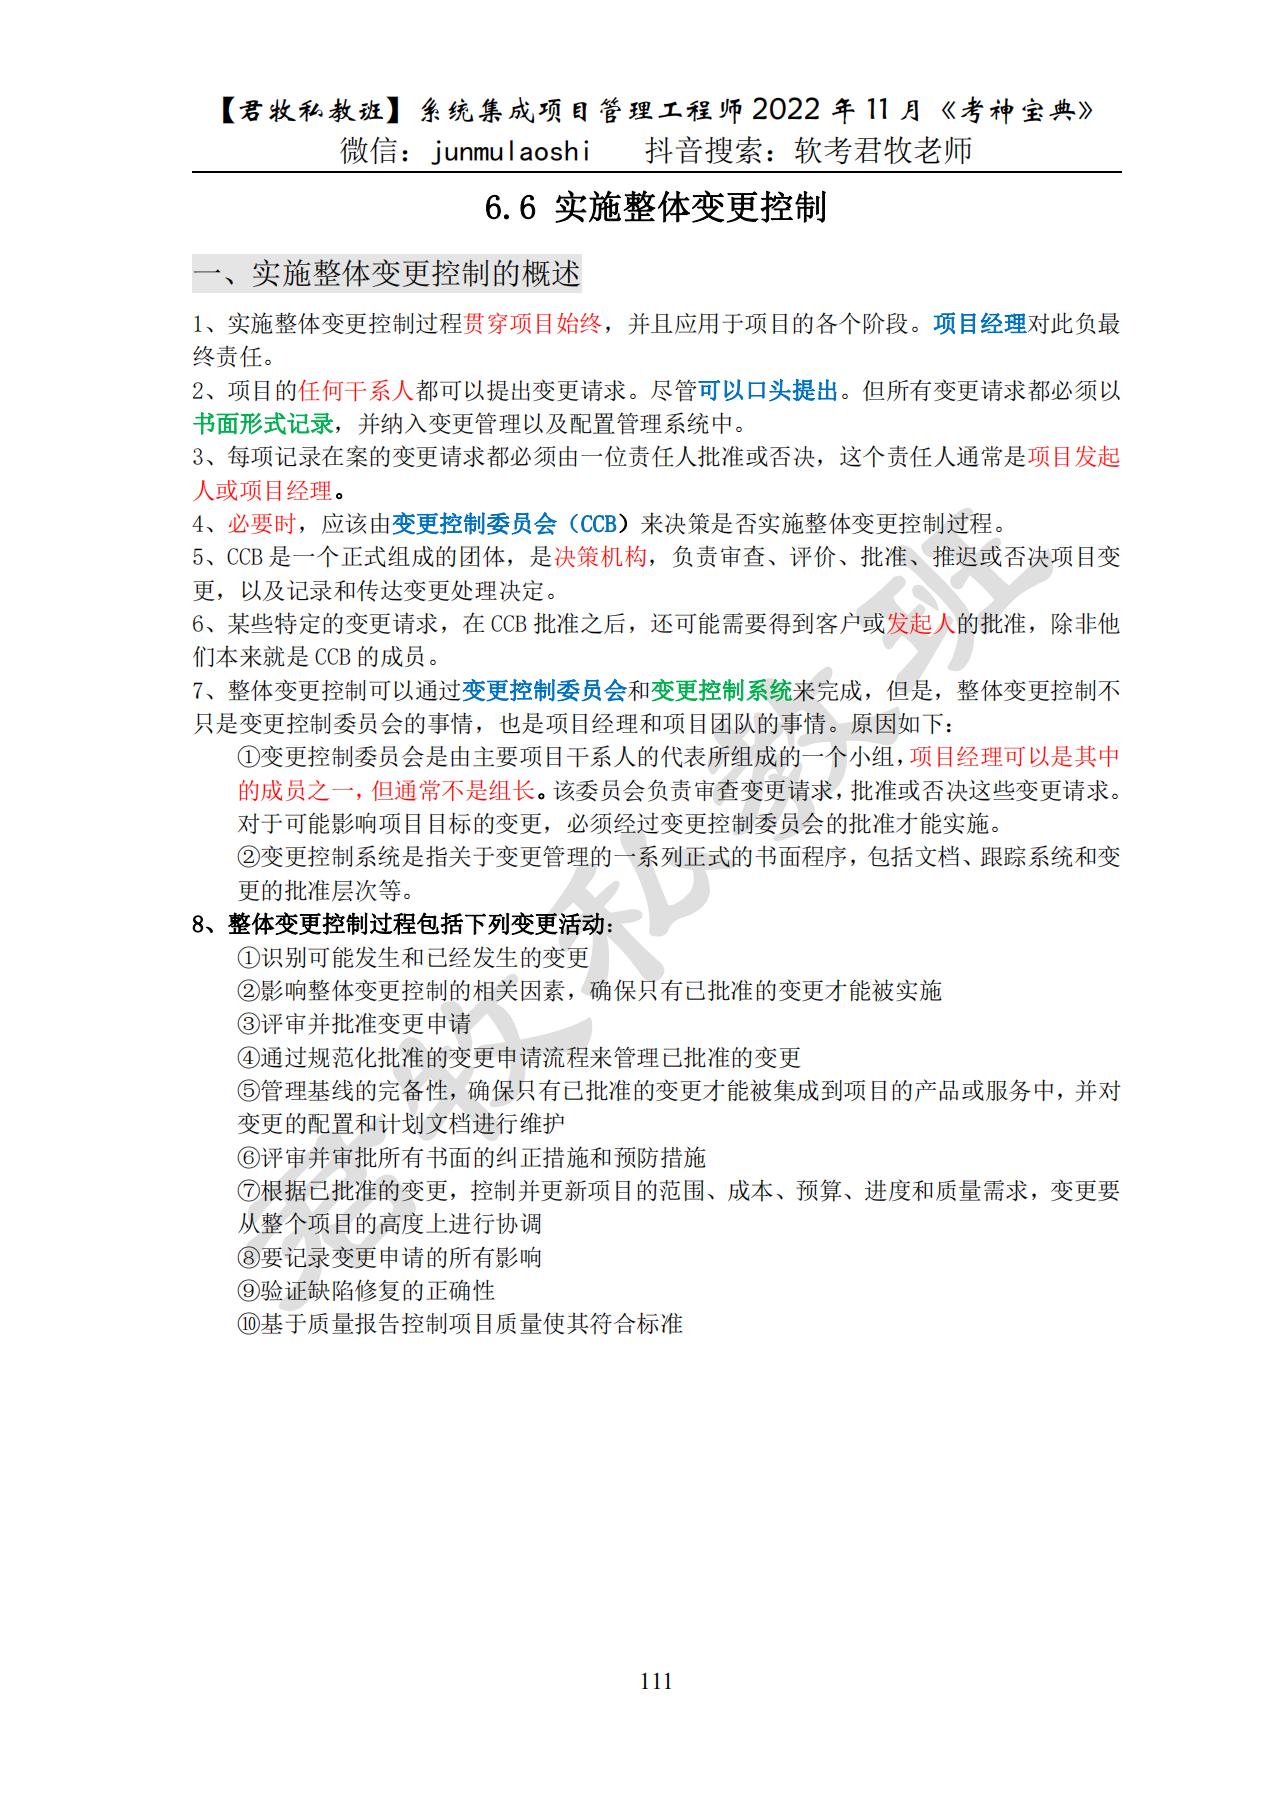 【君牧私教班】系统集成项目管理工程师2022年11月《考神宝典》
微信：junmulaoshi 抖音搜索：软考君牧老师
6.6 实施整体变更控制
一、实施整体变更控制的概述
1、实施整体变更控制过程贯穿项目始终，并且应用于项目的各个阶段。项目经理对此负最
终责任。
2、项目的任何干系人都可以提出变更请求。尽管可以口头提出。但所有变更请求都必须以
书面形式记录，并纳入变更管理以及配置管理系统中。
3、每项记录在案的变更请求都必须由一位责任人批准或否决，这个责任人通常是项目发起
人或项目经理。
4、必要时，应该由变更控制委员会（CCB）来决策是否实施整体变更控制过程。
5、CCB是一个正式组成的团体，是决策机构，负责审查、评价、批准、推迟或否决项目变
更，以及记录和传达变更处理决定。
6、某些特定的变更请求，在CCB批准之后，还可能需要得到客户或发起人的批准，除非他
们本来就是CCB的成员。
7、整体变更控制可以通过变更控制委员会和变更控制系统来完成，但是，整体变更控制不
只是变更控制委员会的事情，也是项目经理和项目团队的事情。原因如下：
①变更控制委员会是由主要项目干系人的代表所组成的一个小组，项目经理可以是其中
的成员之一，但通常不是组长。该委员会负责审查变更请求，批准或否决这些变更请求。
对于可能影响项目目标的变更，必须经过变更控制委员会的批准才能实施。
②变更控制系统是指关于变更管理的一系列正式的书面程序，包括文档、跟踪系统和变
更的批准层次等。
8、整体变更控制过程包括下列变更活动：
①识别可能发生和已经发生的变更
②影响整体变更控制的相关因素，确保只有已批准的变更才能被实施
③评审并批准变更申请
④通过规范化批准的变更申请流程来管理已批准的变更
⑤管理基线的完备性，确保只有已批准的变更才能被集成到项目的产品或服务中，并对
变更的配置和计划文档进行维护
⑥评审并审批所有书面的纠正措施和预防措施
⑦根据已批准的变更，控制并更新项目的范围、成本、预算、进度和质量需求，变更要
从整个项目的高度上进行协调
⑧要记录变更申请的所有影响
⑨验证缺陷修复的正确性
⑩基于质量报告控制项目质量使其符合标准
君牧私教班
111